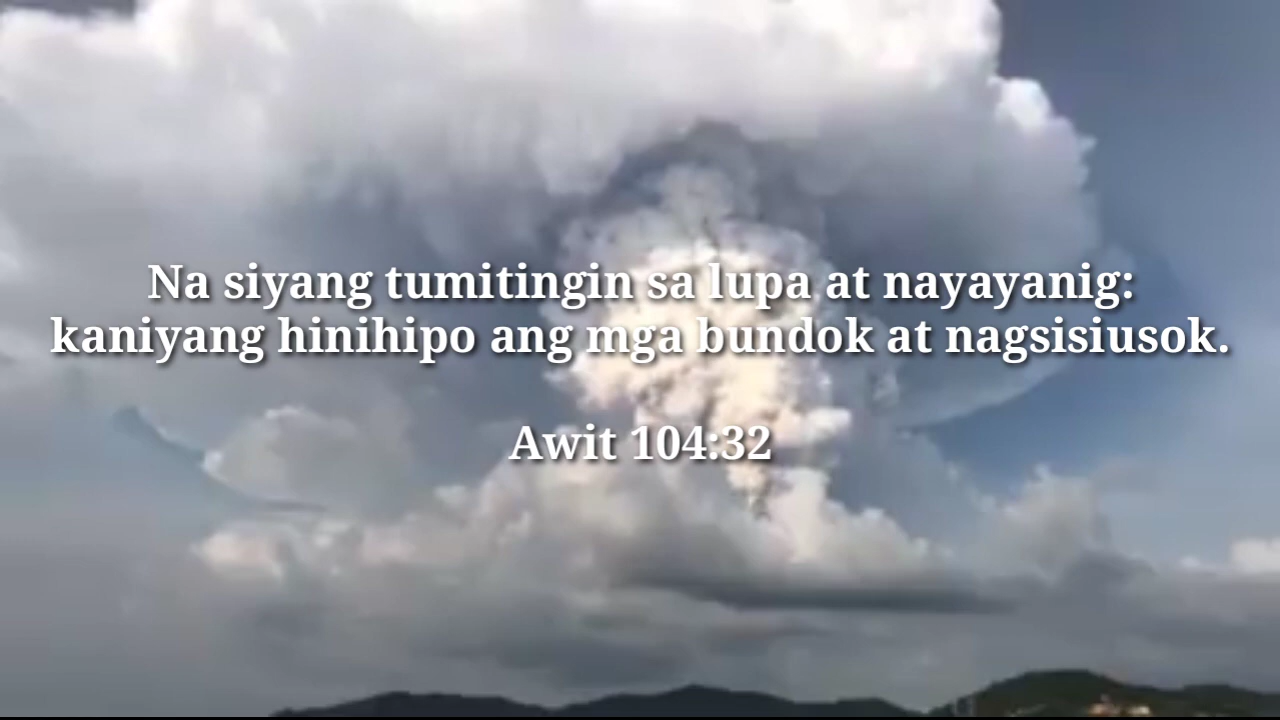 Na siyang tumitingin sa lupa at nayayanig:
kaniyang hinihipo ang mga bundok at nagsisiusok.
Awit 104:32